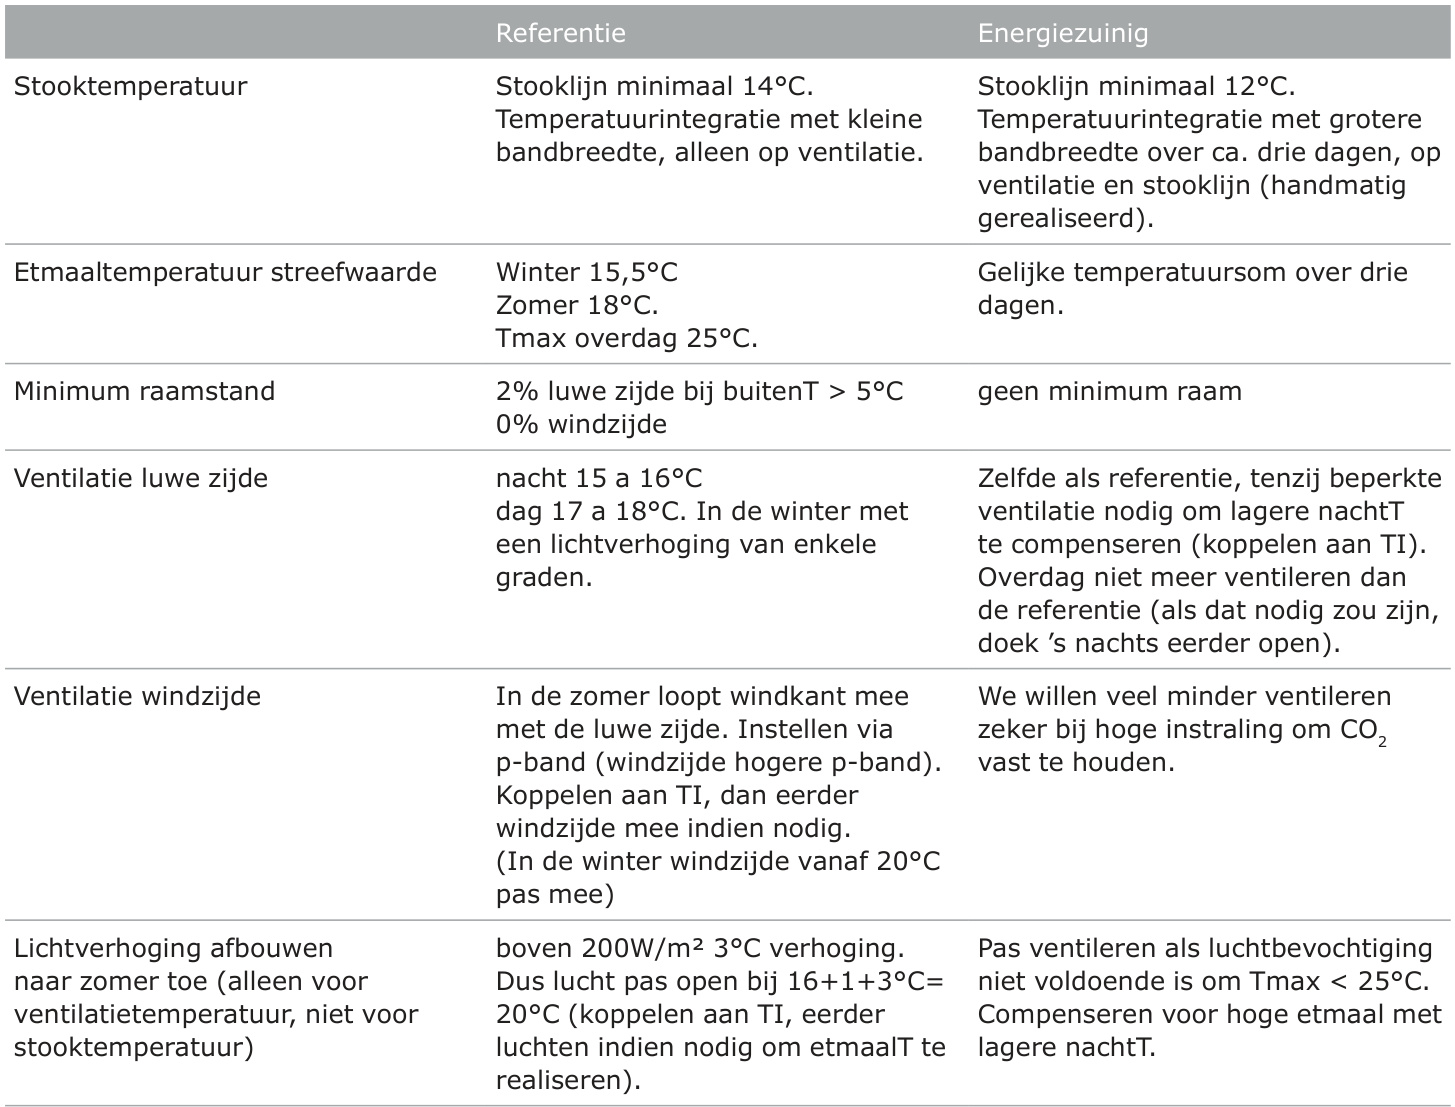 Referentie
Energiezuinig
Stooktemperatuur
Stooklijn minimaal 14°C.
Temperatuurintegratie met kleine
bandbreedte, alleen op ventilatie.
Stooklijn minimaal 12°C.
Temperatuurintegratie met grotere
bandbreedte over ca. drie dagen, op
ventilatie en stooklijn (handmatig
gerealiseerd).
Etmaaltemperatuur streefwaarde
Winter 15,5°C
Zomer 18°C.
Tmax overdag 25°C.
Gelijke temperatuursom over drie
dagen.
Minimum raamstand
2% luwe zijde bij buitenT > 5°C
0% windzijde
geen minimum raam
Ventilatie luwe zijde
nacht 15 a 16°C
dag 17 a 18°C. In de winter met
een lichtverhoging van enkele
graden.
Zelfde als referentie, tenzij beperkte
ventilatie nodig om lagere nachtT
te compenseren (koppelen aan TI).
Overdag niet meer ventileren dan
de referentie (als dat nodig zou zijn,
doek ’s nachts eerder open).
Ventilatie windzijde
In de zomer loopt windkant mee
met de luwe zijde. Instellen via
p-band (windzijde hogere p-band).
Koppelen aan TI, dan eerder
windzijde mee indien nodig.
(In de winter windzijde vanaf 20°C
pas mee)
We willen veel minder ventileren
zeker bij hoge instraling om CO₂
vast te houden.
Lichtverhoging afbouwen
naar zomer toe (alleen voor
ventilatietemperatuur, niet voor
stooktemperatuur)
boven 200W/m² 3°C verhoging.
Dus lucht pas open bij 16+1+3°C=
20°C (koppelen aan TI, eerder
luchten indien nodig om etmaalT te
realiseren).
Pas ventileren als luchtbevochtiging
niet voldoende is om Tmax < 25°C.
Compenseren voor hoge etmaal met
lagere nachtT.